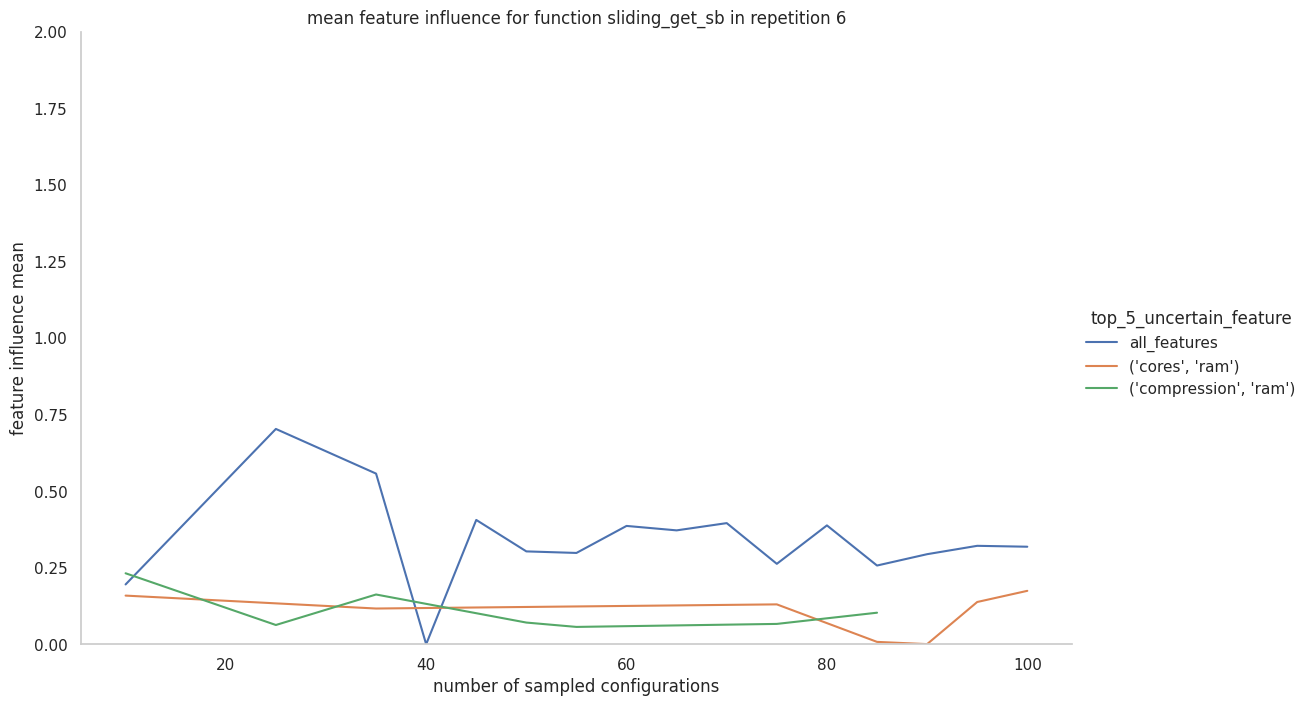 mean feature influence for function sliding_get_sb in repetition 6
2.00
1.75
1.50
1.25
1.00
0.75
0.50
0.25
0.00
feature influence mean
20
40
60
80
100
number of sampled configurations
top_5_uncertain_feature
all_features
('cores', 'ram')
('compression', 'ram')